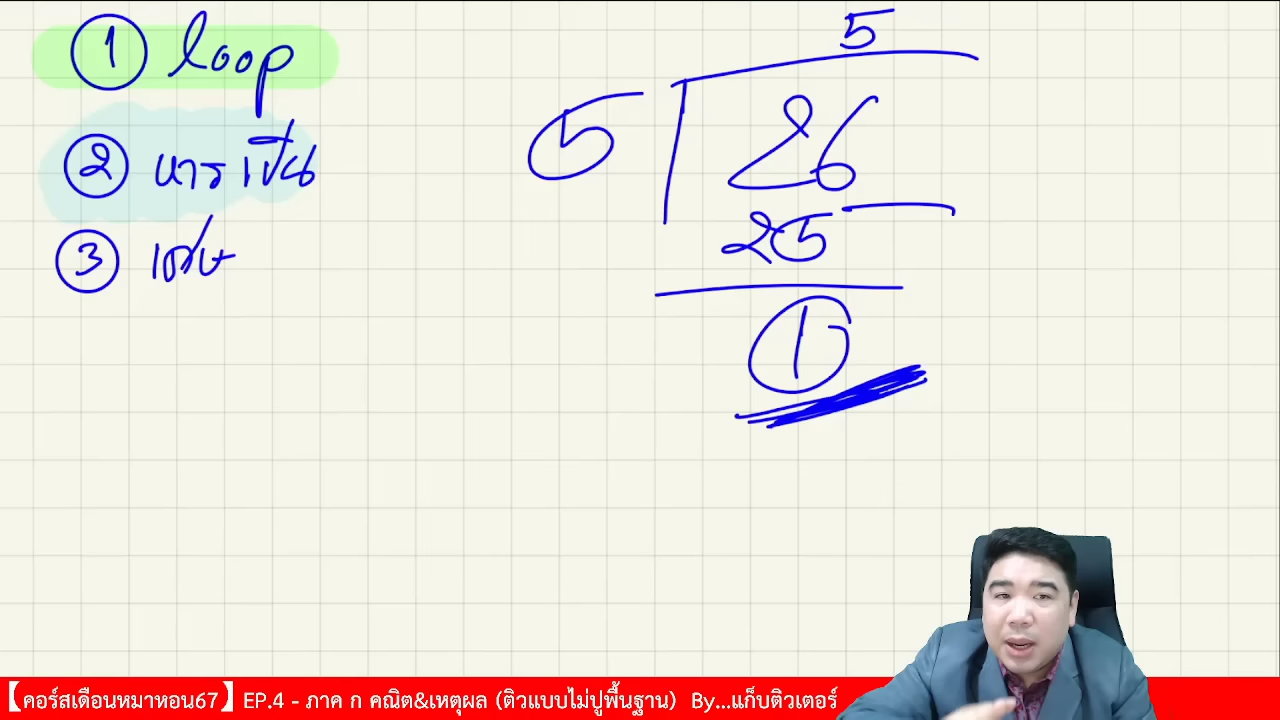 ① loop
② หารเป็น
③ เศษ
5
5 26
25
1
【คอร์สเดือนหมาหอน67】 EP.4 - ภาค ก คณิต&เหตุผล (ติวแบบไม่ปูพื้นฐาน) By...แก็บติวเตอร์